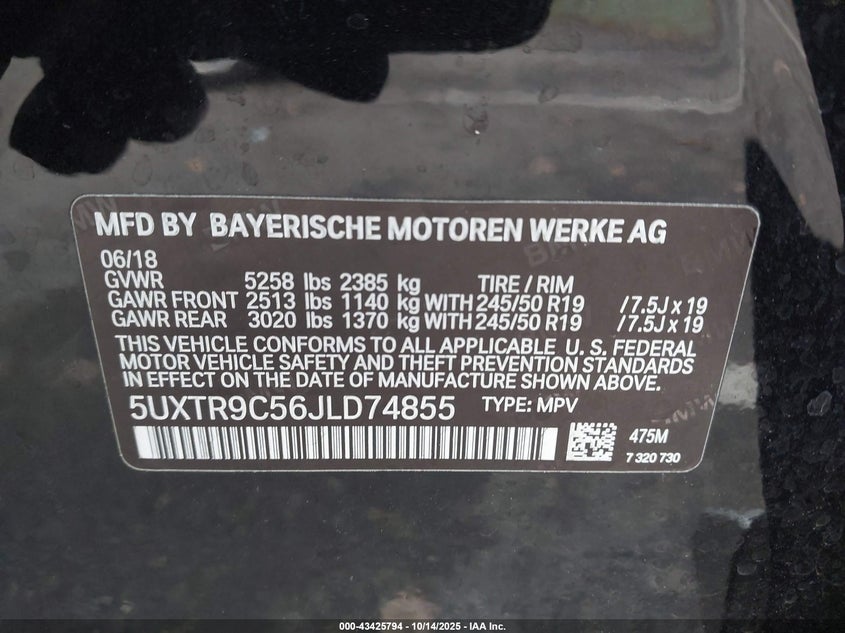 MFD BY BAYERISCHE MOTOREN WERKE AG
06/18
GVWR 5258 lbs 2385 kg TIRE / RIM
GAWR FRONT 2513 lbs 1140 kg WITH 245/50 R19 / 7.5J x 19
GAWR REAR 3020 lbs 1370 kg WITH 245/50 R19 / 7.5J x 19
THIS VEHICLE CONFORMS TO ALL APPLICABLE U. S. FEDERAL
MOTOR VEHICLE SAFETY AND THEFT PREVENTION STANDARDS
IN EFFECT ON THE DATE OF MANUFACTURE SHOWN ABOVE.
5UXTR9C56JLD74855 TYPE: MPV
475M
7 320 730
000-43425794 - 10/14/2025 - IAA Inc.